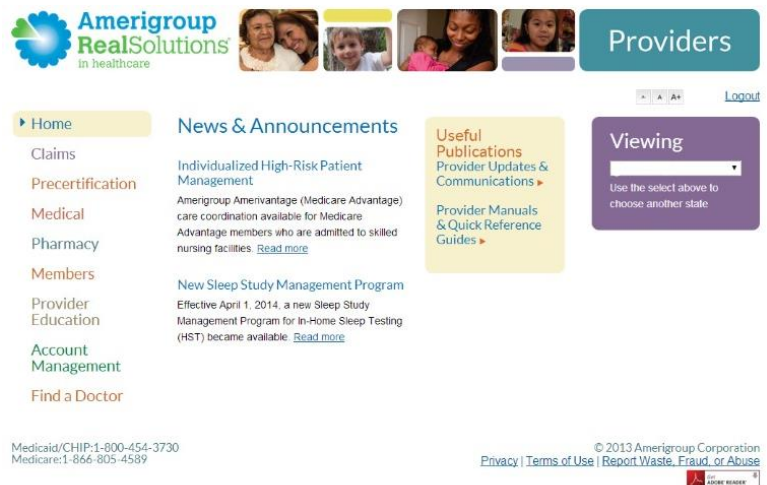 Amerigroup
RealSolutions
in healthcare
Providers
A A A+
Logout
Home
Claims
Precertification
Medical
Pharmacy
Members
Provider
Education
Account
Management
Find a Doctor
News & Announcements
Individualized High-Risk Patient
Management
Amerigroup Amerivantage (Medicare Advantage)
care coordination available for Medicare
Advantage members who are admitted to skilled
nursing facilities. Read more
New Sleep Study Management Program
Effective April 1, 2014, a new Sleep Study
Management Program for In-Home Sleep Testing
(HST) became available. Read more
Useful
Publications
Provider Updates &
Communications
Provider Manuals
& Quick Reference
Guides
Viewing
Use the select above to
choose another state
Medicaid/CHIP:1-800-454-3730
Medicare:1-866-805-4589
© 2013 Amerigroup Corporation
Privacy | Terms of Use | Report Waste, Fraud, or Abuse
Get
ADOBE READER